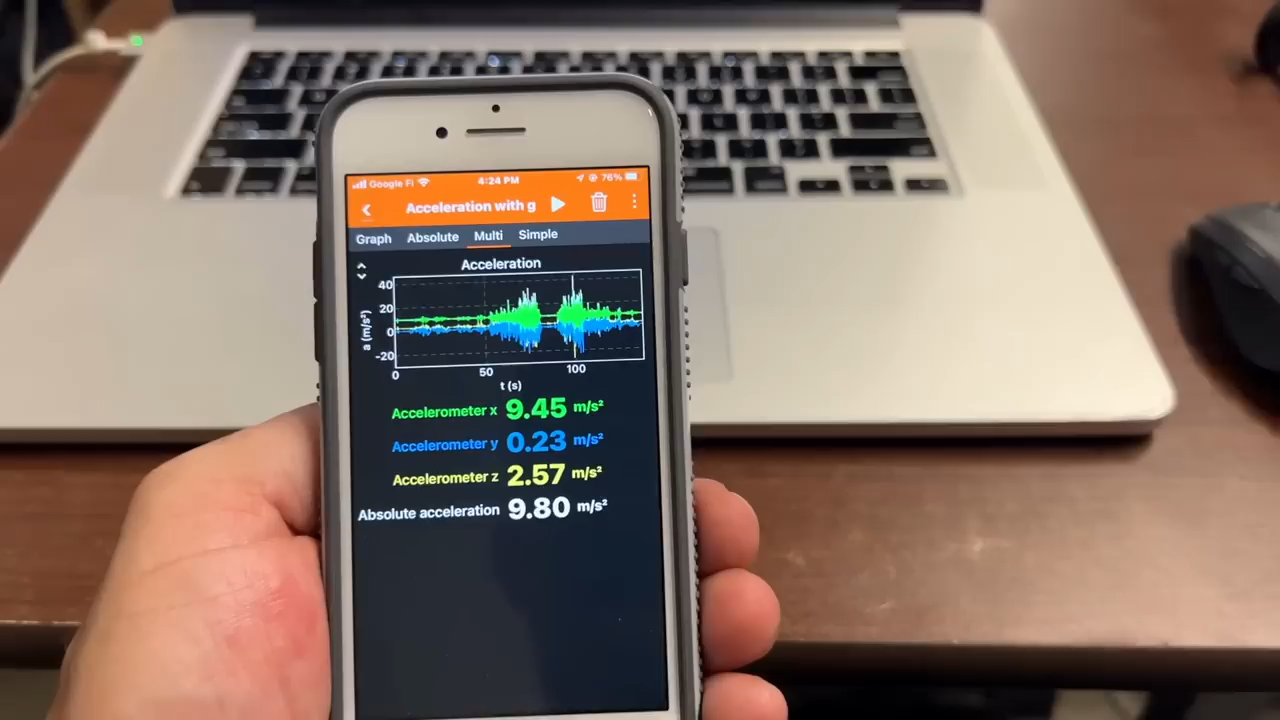 Google Fi 4:24 PM 76%
Acceleration with g
Graph Absolute Multi Simple
Acceleration
40
20
0
-20
a (m/s²)
0 50 100
t (s)
Accelerometer x 9.45 m/s²
Accelerometer y 0.23 m/s²
Accelerometer z 2.57 m/s²
Absolute acceleration 9.80 m/s²